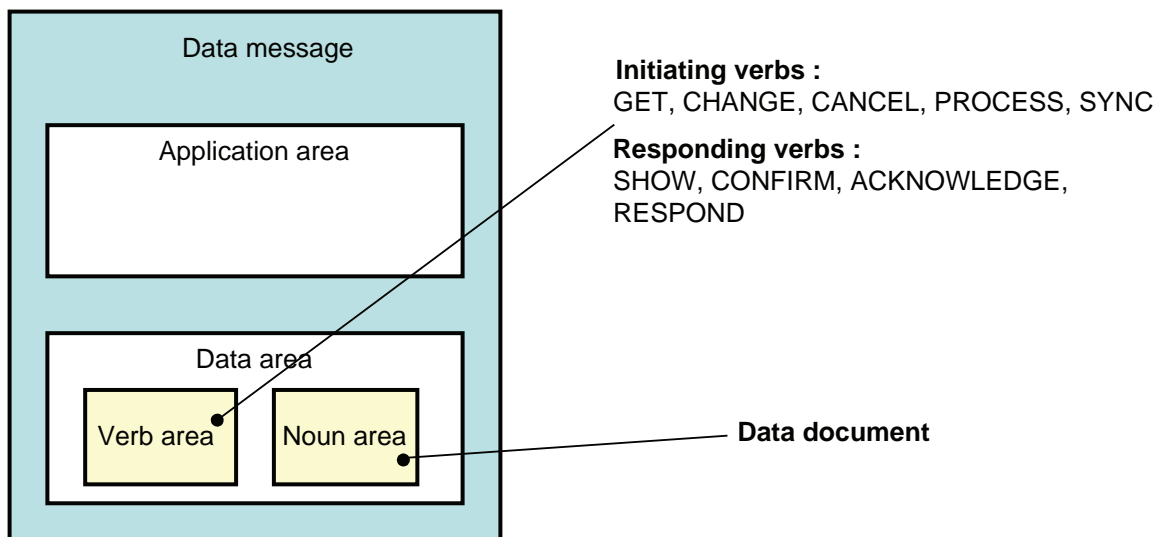 Data message
Application area
Data area
Verb area
Noun area
Initiating verbs :
GET, CHANGE, CANCEL, PROCESS, SYNC
Responding verbs :
SHOW, CONFIRM, ACKNOWLEDGE,
RESPOND
Data document